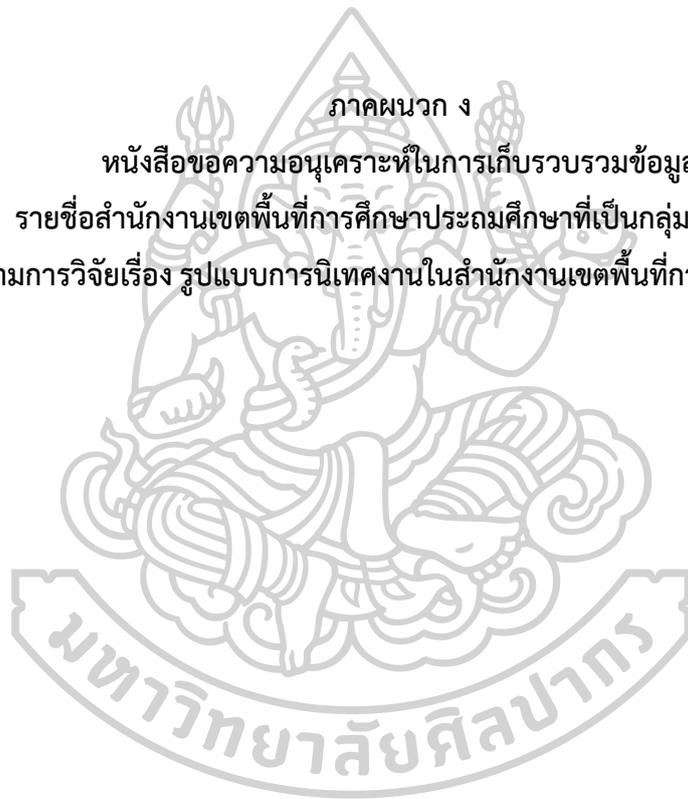 ภาคผนวก ง
หนังสือขอความอนุเคราะห์ในการเก็บรวบรวมข้อมูล
รายชื่อสำนักงานเขตพื้นที่การศึกษาประถมศึกษาที่เป็นกลุ่ม
การวิจัยเรื่อง รูปแบบการนิเทศงานในสำนักงานเขตพื้นที่
มหาวิทยาลัยศิลปากร